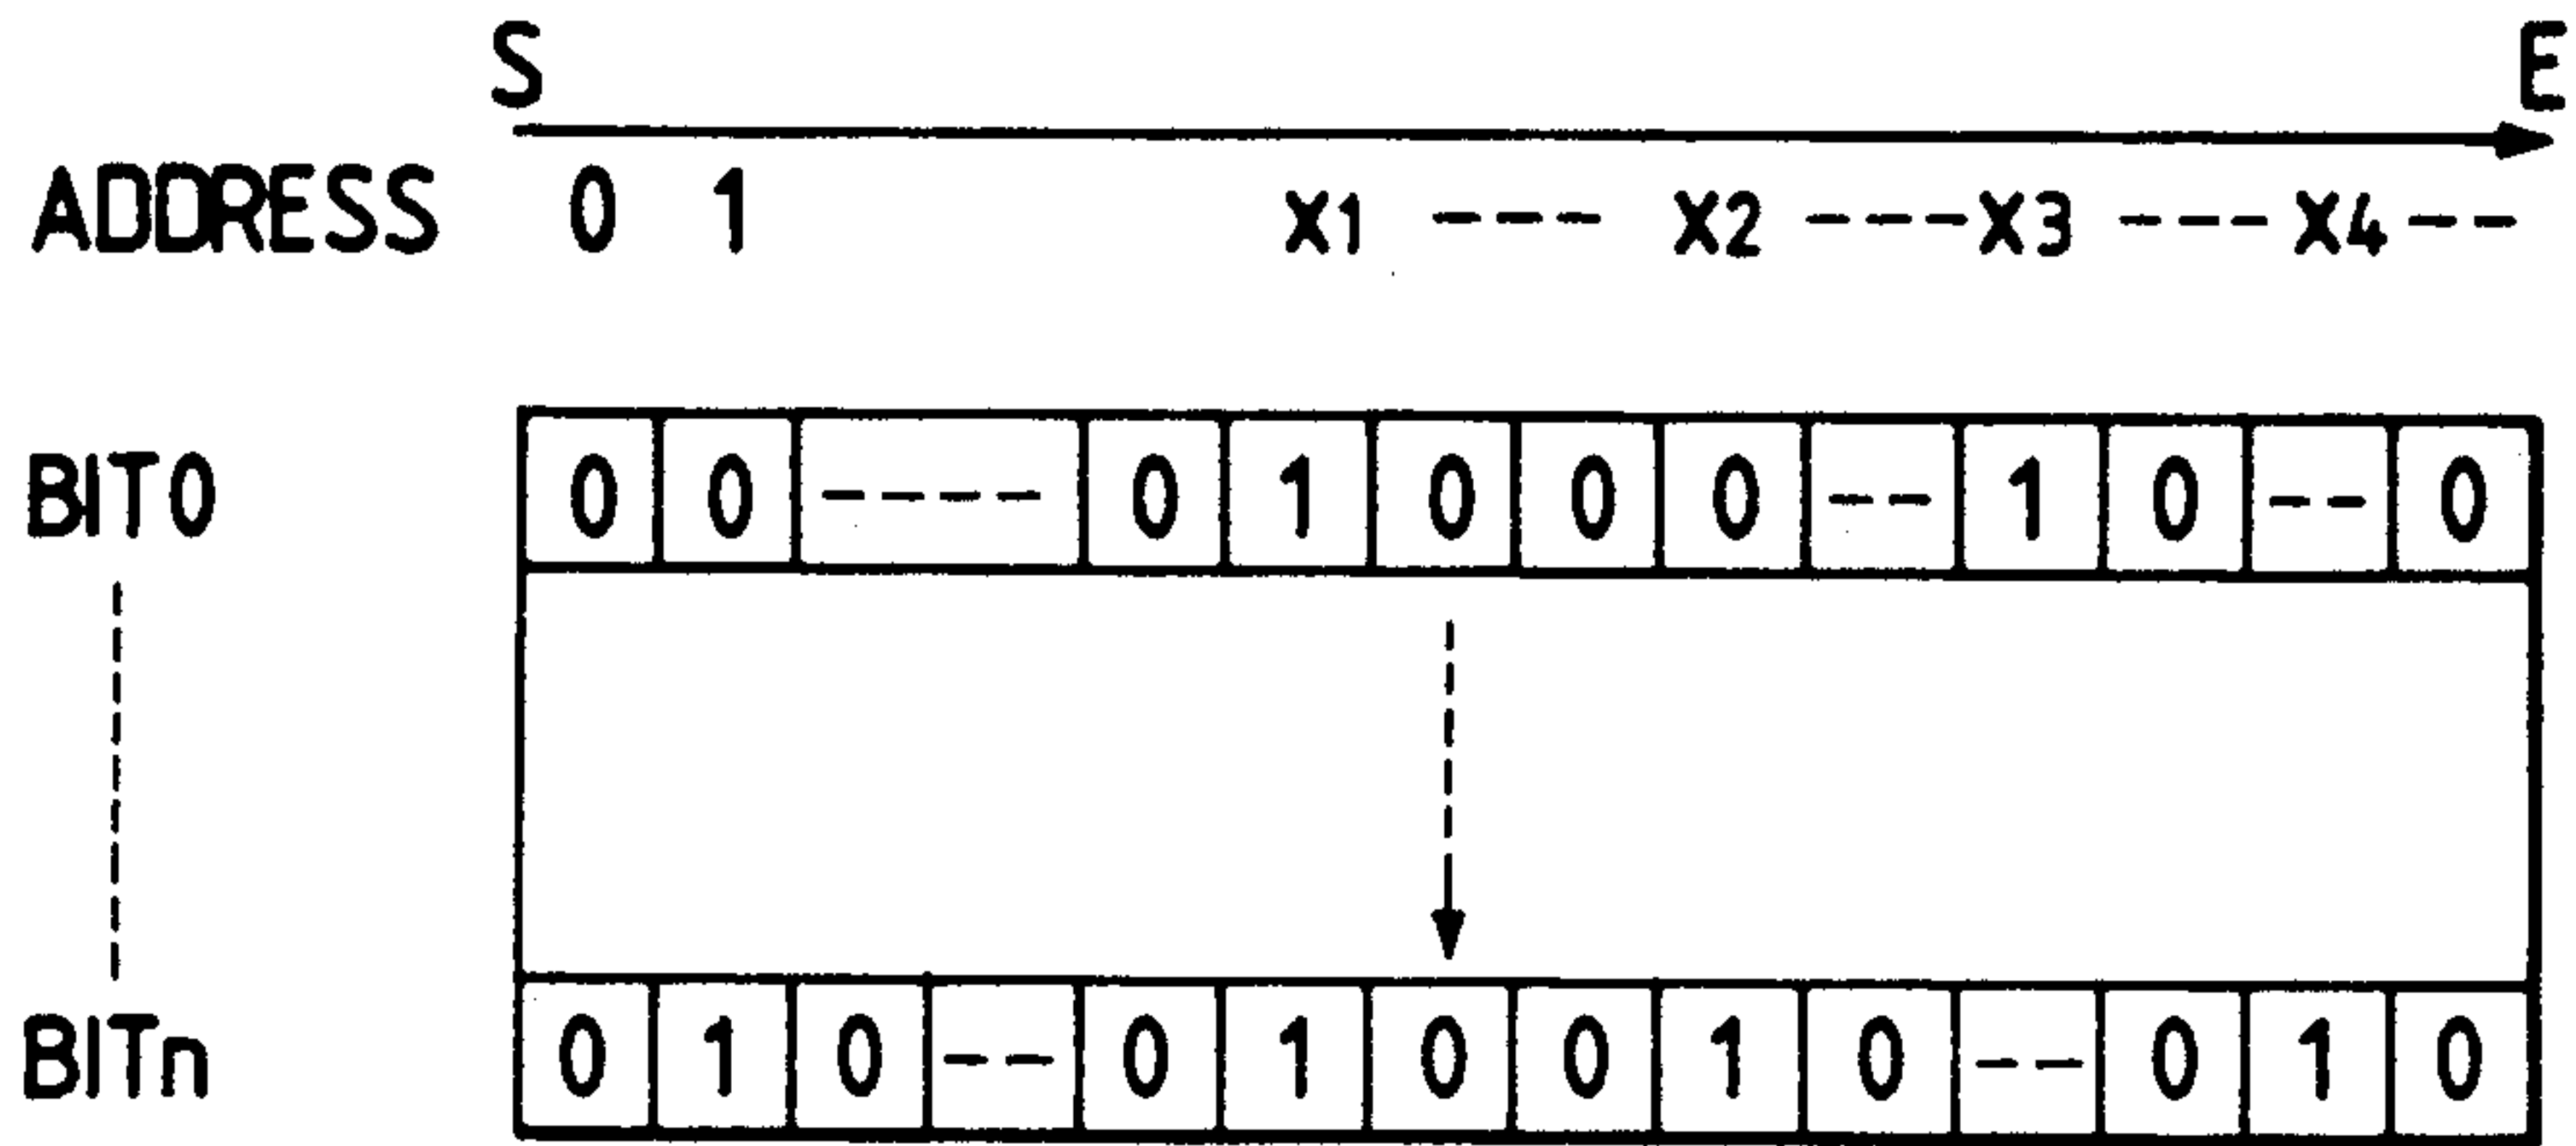 S E
ADDRESS 0 1 X1 ---- X2 ----X3 ---- X4 ---
BIT0 0 0 ---- 0 1 0 0 0 -- 1 0 -- 0
BITn 0 1 0 -- 0 1 0 0 1 0 -- 0 1 0